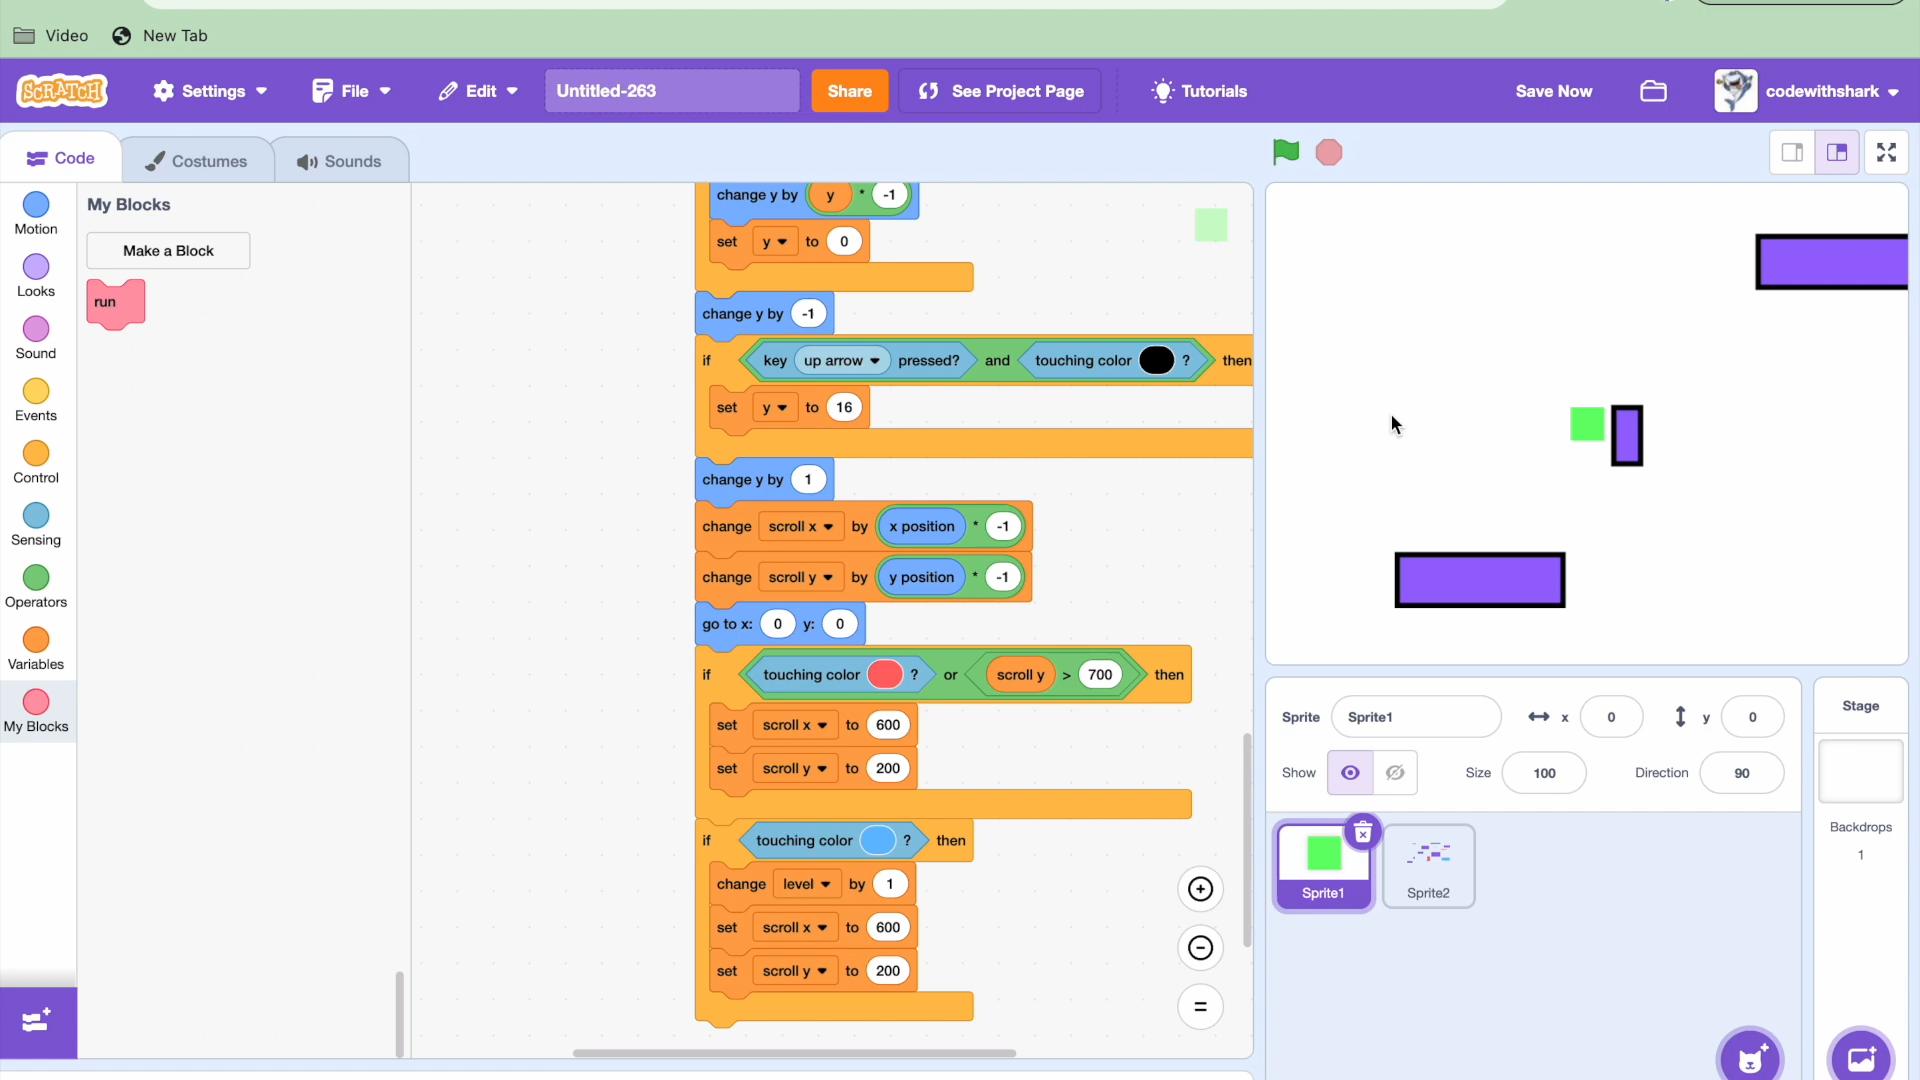 Video New Tab
SCRATCH Settings File Edit Untitled-263 Share See Project Page Tutorials Save Now codewithshark
Code Costumes Sounds
Motion
Looks
Sound
Events
Control
Sensing
Operators
Variables
My Blocks
My Blocks
Make a Block
run
change y by y * -1
set y to 0
change y by -1
if key up arrow pressed? and touching color ? then
set y to 16
change y by 1
change scroll x by x position * -1
change scroll y by y position * -1
go to x: 0 y: 0
if touching color ? or scroll y > 700 then
set scroll x to 600
set scroll y to 200
if touching color ? then
change level by 1
set scroll x to 600
set scroll y to 200
Sprite Sprite1 x 0 y 0
Show Size 100 Direction 90
Sprite1 Sprite2
Stage
Backdrops
1